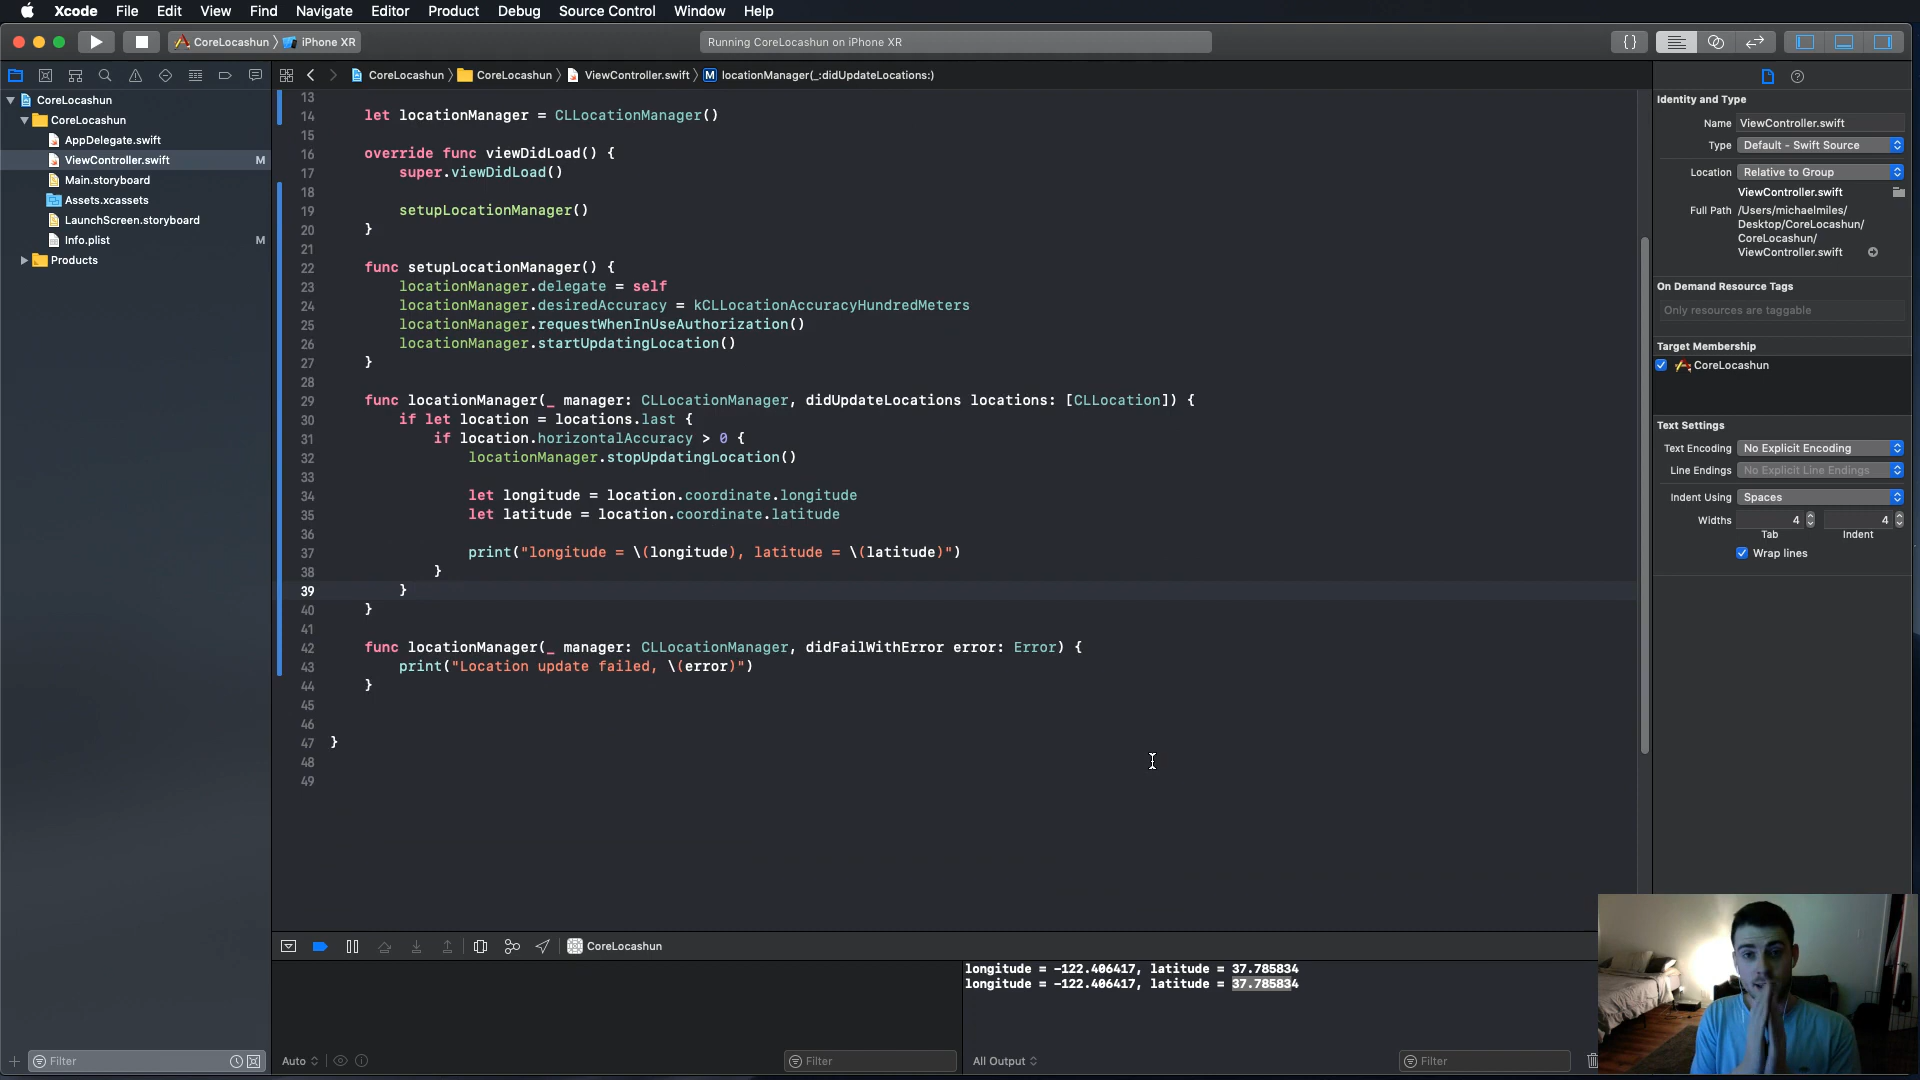 Xcode File Edit View Find Navigate Editor Product Debug Source Control Window Help
CoreLocashun iPhone XR
Running CoreLocashun on iPhone XR
CoreLocashun CoreLocashun ViewController.swift M locationManager(_:didUpdateLocations:)
CoreLocashun
CoreLocashun
AppDelegate.swift
ViewController.swift M
Main.storyboard
Assets.xcassets
LaunchScreen.storyboard
Info.plist M
Products
Filter
13
14 let locationManager = CLLocationManager()
15
16 override func viewDidLoad() {
17 super.viewDidLoad()
18
19 setupLocationManager()
20 }
21
22 func setupLocationManager() {
23 locationManager.delegate = self
24 locationManager.desiredAccuracy = kCLLocationAccuracyHundredMeters
25 locationManager.requestWhenInUseAuthorization()
26 locationManager.startUpdatingLocation()
27 }
28
29 func locationManager(_ manager: CLLocationManager, didUpdateLocations locations: [CLLocation]) {
30 if let location = locations.last {
31 if location.horizontalAccuracy > 0 {
32 locationManager.stopUpdatingLocation()
33
34 let longitude = location.coordinate.longitude
35 let latitude = location.coordinate.latitude
36
37 print("longitude = \(longitude), latitude = \(latitude)")
38 }
39 }
40 }
41
42 func locationManager(_ manager: CLLocationManager, didFailWithError error: Error) {
43 print("Location update failed, \(error)")
44 }
45
46
47 }
48
49
CoreLocashun
Auto
Filter
longitude = -122.406417, latitude = 37.785834
longitude = -122.406417, latitude = 37.785834
All Output
Filter
Identity and Type
Name ViewController.swift
Type Default - Swift Source
Location Relative to Group
ViewController.swift
Full Path /Users/michaelmiles/
Desktop/CoreLocashun/
CoreLocashun/
ViewController.swift
On Demand Resource Tags
Only resources are taggable
Target Membership
CoreLocashun
Text Settings
Text Encoding No Explicit Encoding
Line Endings No Explicit Line Endings
Indent Using Spaces
Widths 4 4
Tab Indent
Wrap lines